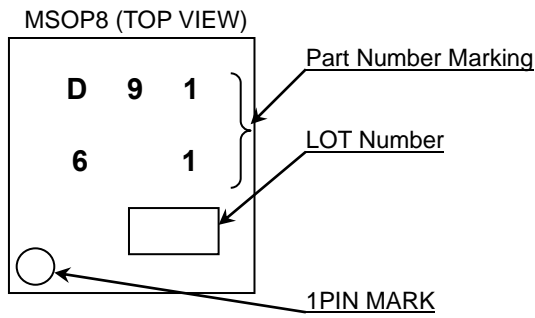 MSOP8 (TOP VIEW)
Part Number Marking
D 9 1
LOT Number
6 1
1PIN MARK